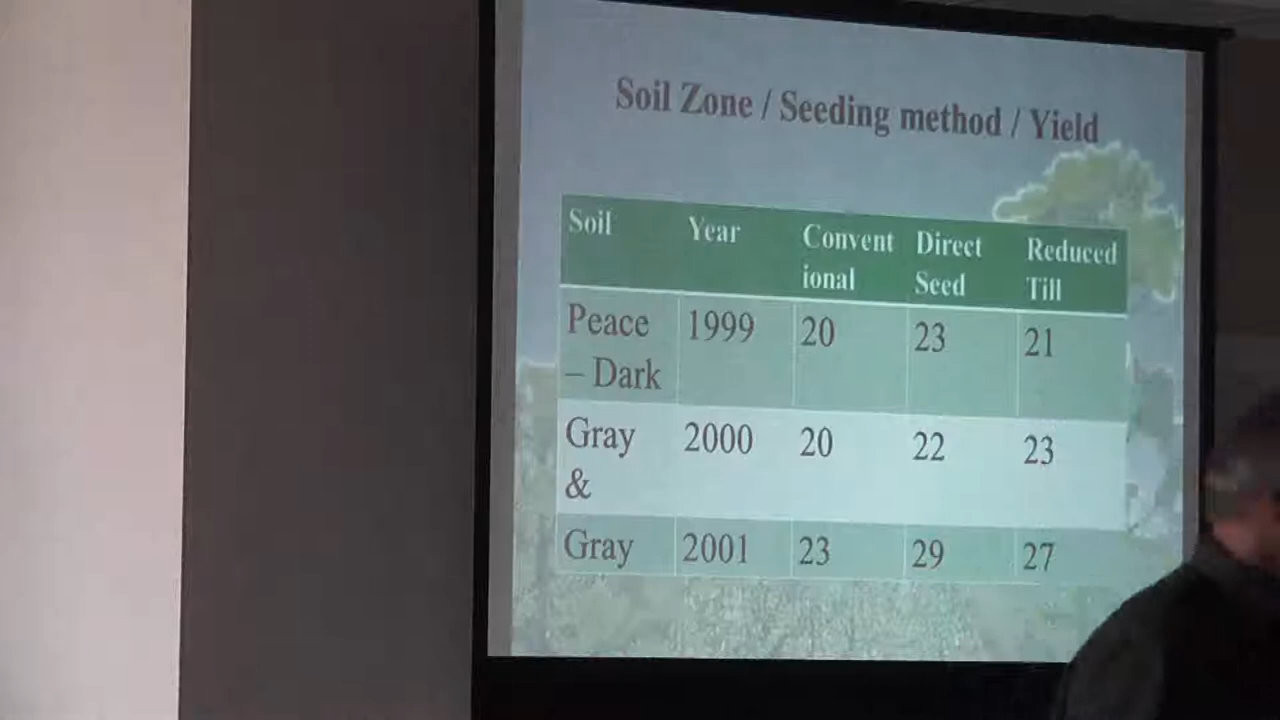 Soil Zone / Seeding method / Yield
Soil Year Convent Direct Reduced
ional Seed Till
Peace 1999 20 23 21
– Dark
Gray 2000 20 22 23
&
Gray 2001 23 29 27